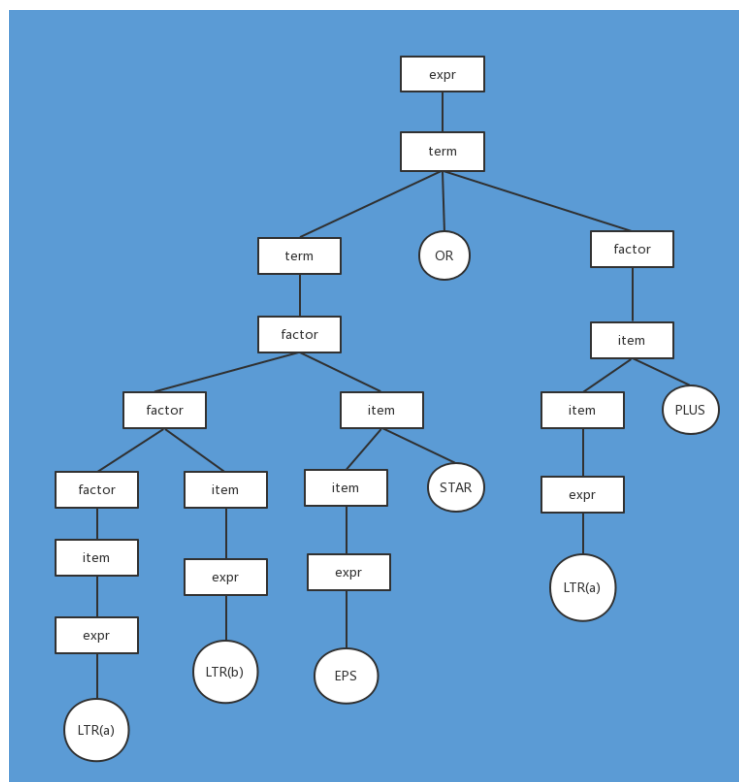 expr
term
term
OR
factor
factor
item
factor
item
item
PLUS
factor
item
item
STAR
expr
item
expr
expr
LTR(a)
expr
LTR(b)
EPS
LTR(a)